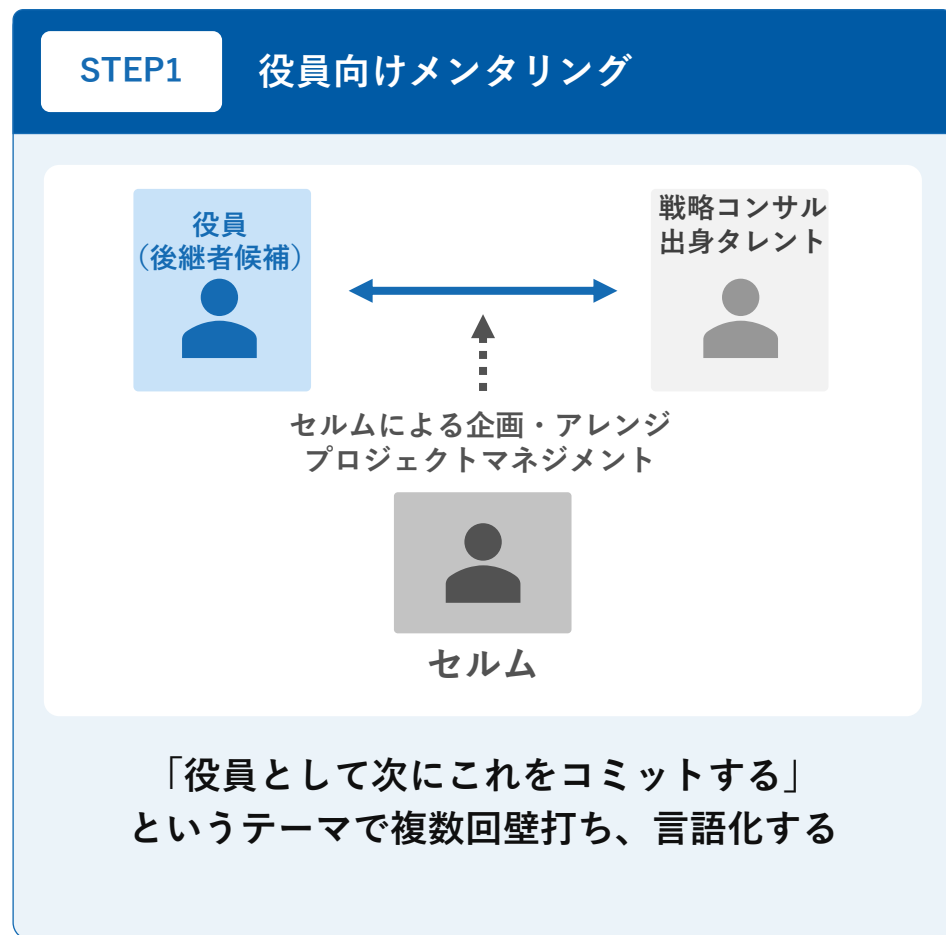 STEP1
役員向けメンタリング
役員
(後継者候補)
戦略コンサル
出身タレント
セルムによる企画・アレンジ
プロジェクトマネジメント
セルム
「役員として次にこれをコミットする」
というテーマで複数回壁打ち、言語化する